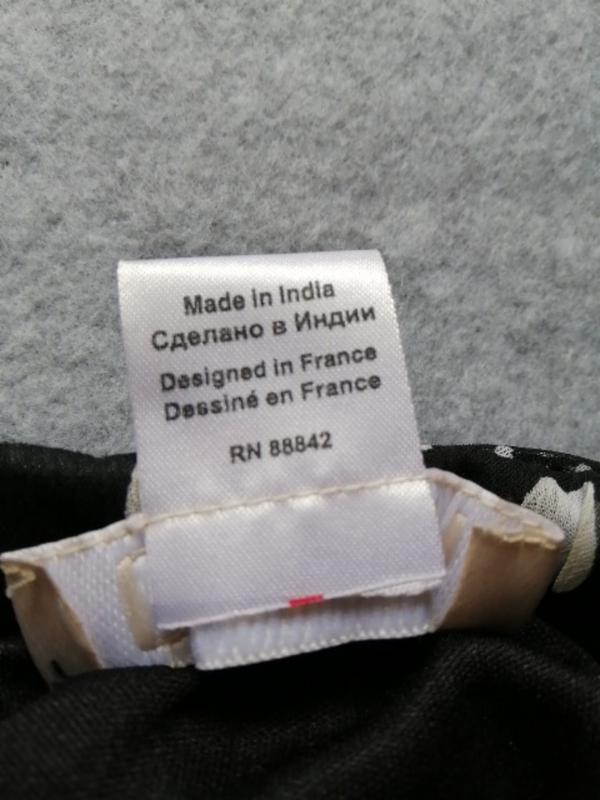 Made in India
Сделано в Индии
Designed in France
Dessiné en France
RN 88842